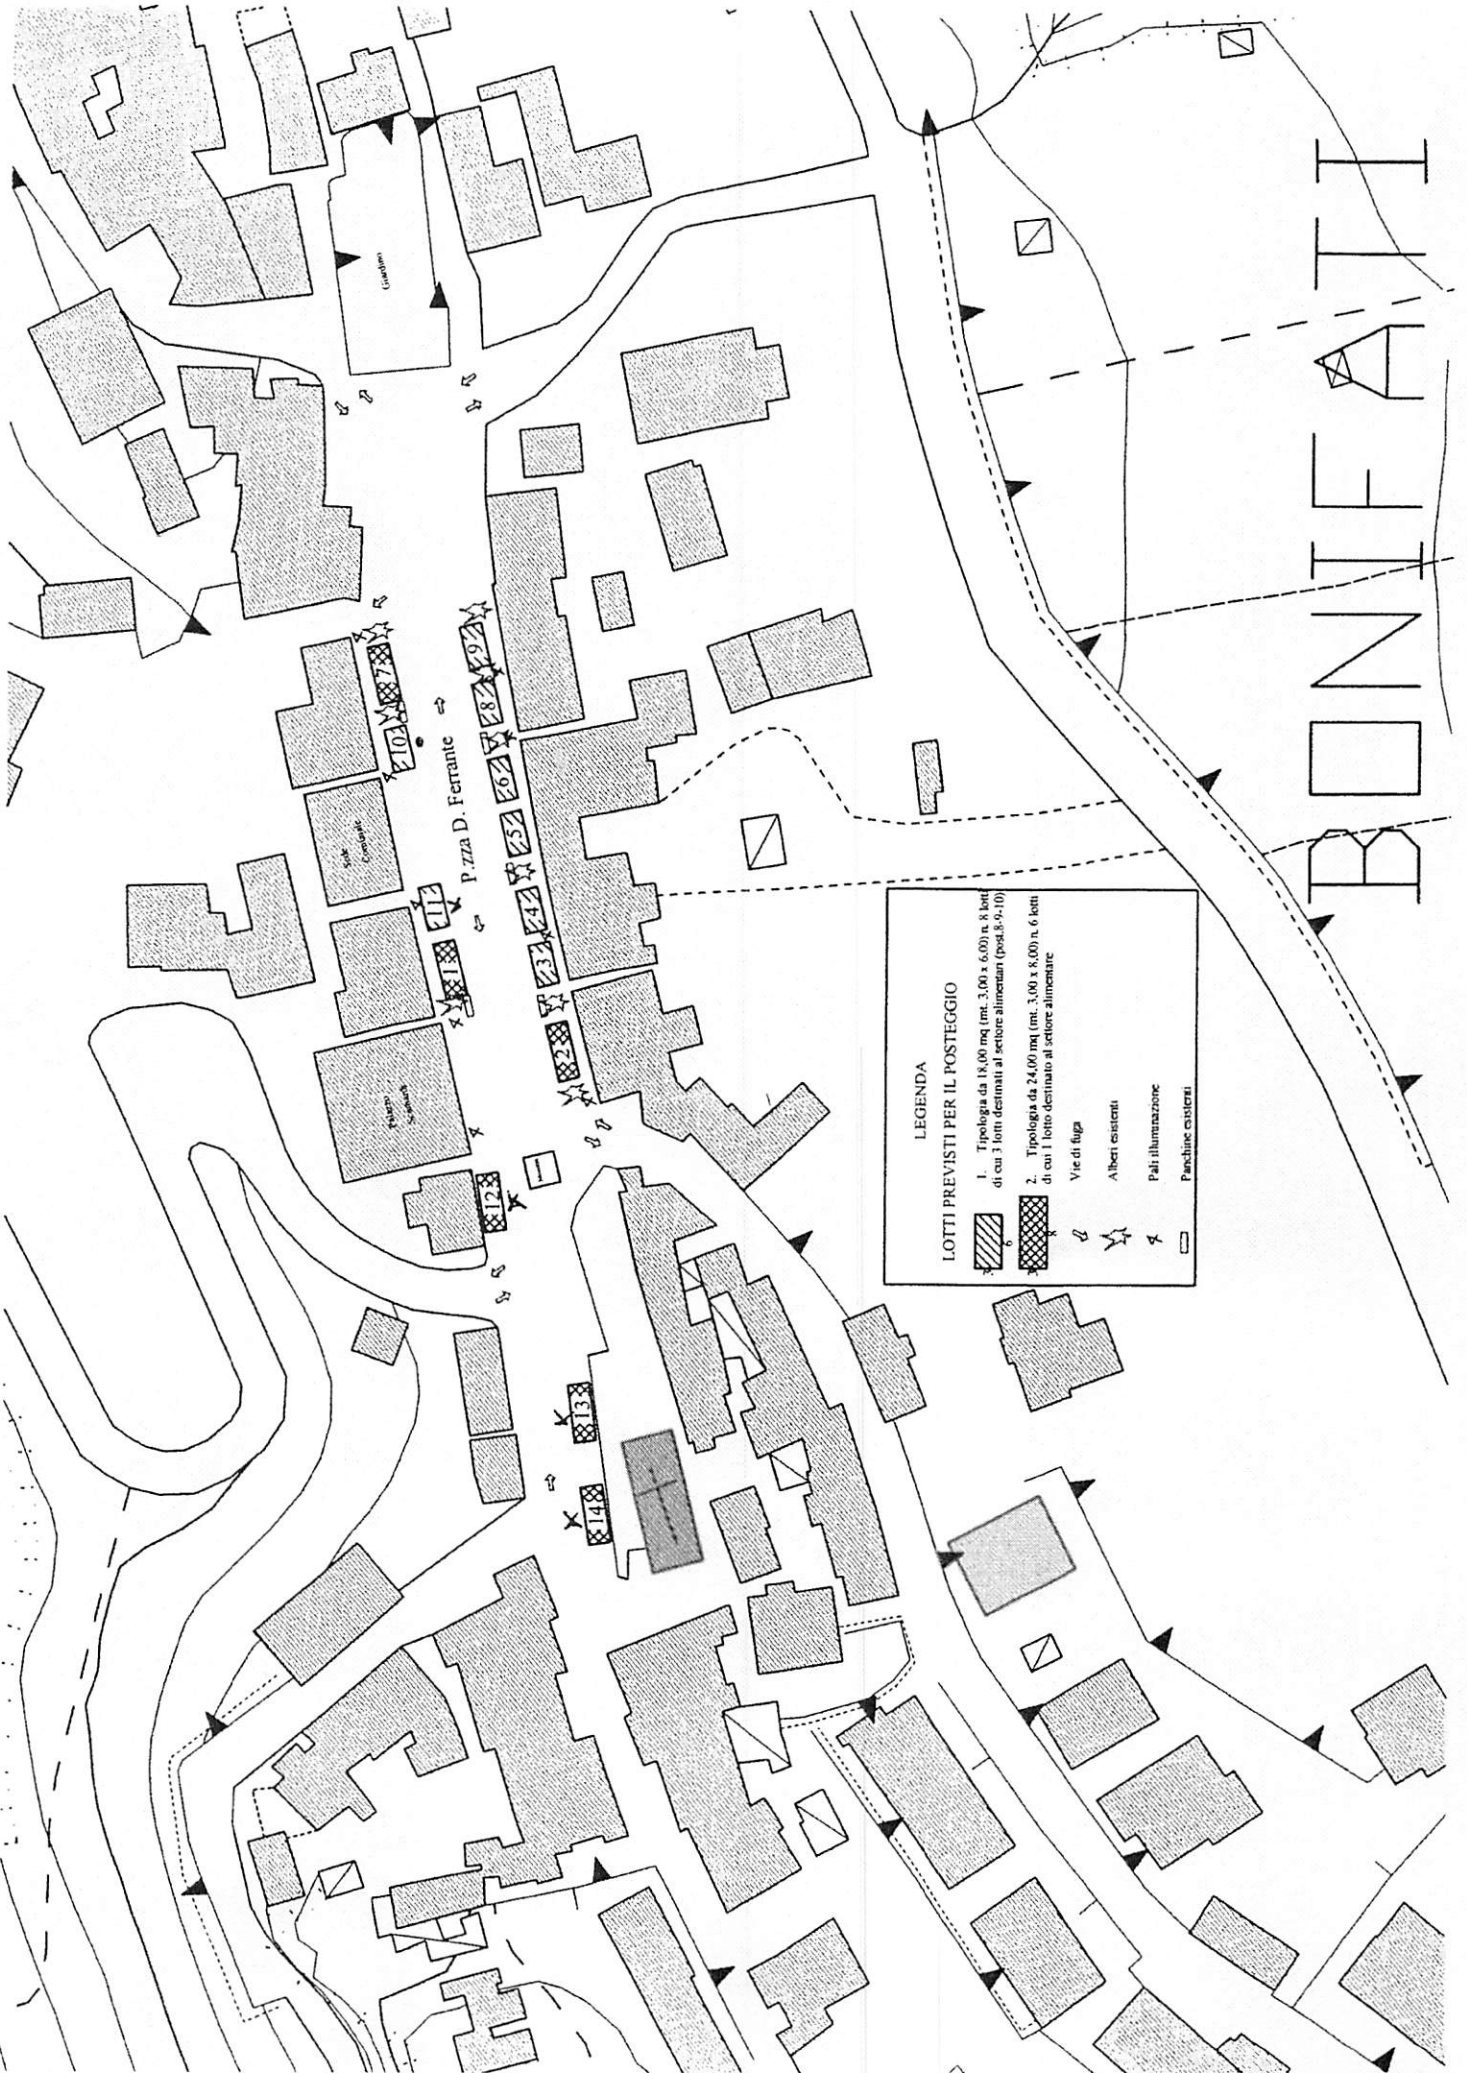 BONIFATI
Giardino
7
10
Sede
Comunale
P.zza D. Ferrante
9
8
6
5
4
3
2
11
1
Palazzo
12
13
14
LEGENDA
LOTTI PREVISTI PER IL POSTEGGIO
1. Tipologia da 18,00 mq (mt. 3,00 x 6,00) n. 8 lotti
di cui 3 lotti destinati al settore alimentari (post.8-9-10)
3
6
2. Tipologia da 24,00 mq (mt. 3,00 x 8,00) n. 6 lotti
di cui 1 lotto destinato al settore alimentare
3
8
Vie di fuga
Alberi esistenti
Pali illuminazione
Panchine esistenti